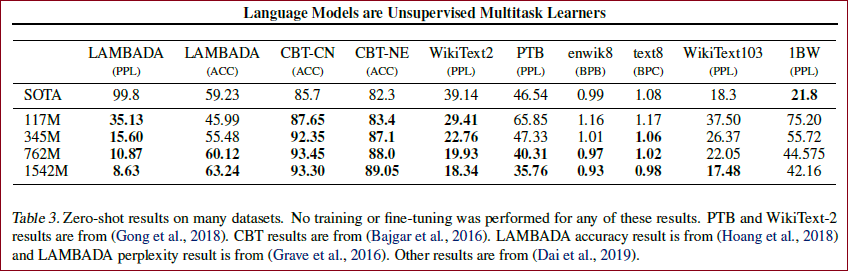 Language Models are Unsupervised Multitask Learners
LAMBADA LAMBADA CBT-CN CBT-NE WikiText2 PTB enwik8 text8 WikiText103 1BW
(PPL) (ACC) (ACC) (ACC) (PPL) (PPL) (BPB) (BPC) (PPL) (PPL)
SOTA 99.8 59.23 85.7 82.3 39.14 46.54 0.99 1.08 18.3 21.8
117M 35.13 45.99 87.65 83.4 29.41 65.85 1.16 1.17 37.50 75.20
345M 15.60 55.48 92.35 87.1 22.76 47.33 1.01 1.06 26.37 55.72
762M 10.87 60.12 93.45 88.0 19.93 40.31 0.97 1.02 22.05 44.575
1542M 8.63 63.24 93.30 89.05 18.34 35.76 0.93 0.98 17.48 42.16
Table 3. Zero-shot results on many datasets. No training or fine-tuning was performed for any of these results. PTB and WikiText-2
results are from (Gong et al., 2018). CBT results are from (Bajgar et al., 2016). LAMBADA accuracy result is from (Hoang et al., 2018)
and LAMBADA perplexity result is from (Grave et al., 2016). Other results are from (Dai et al., 2019).